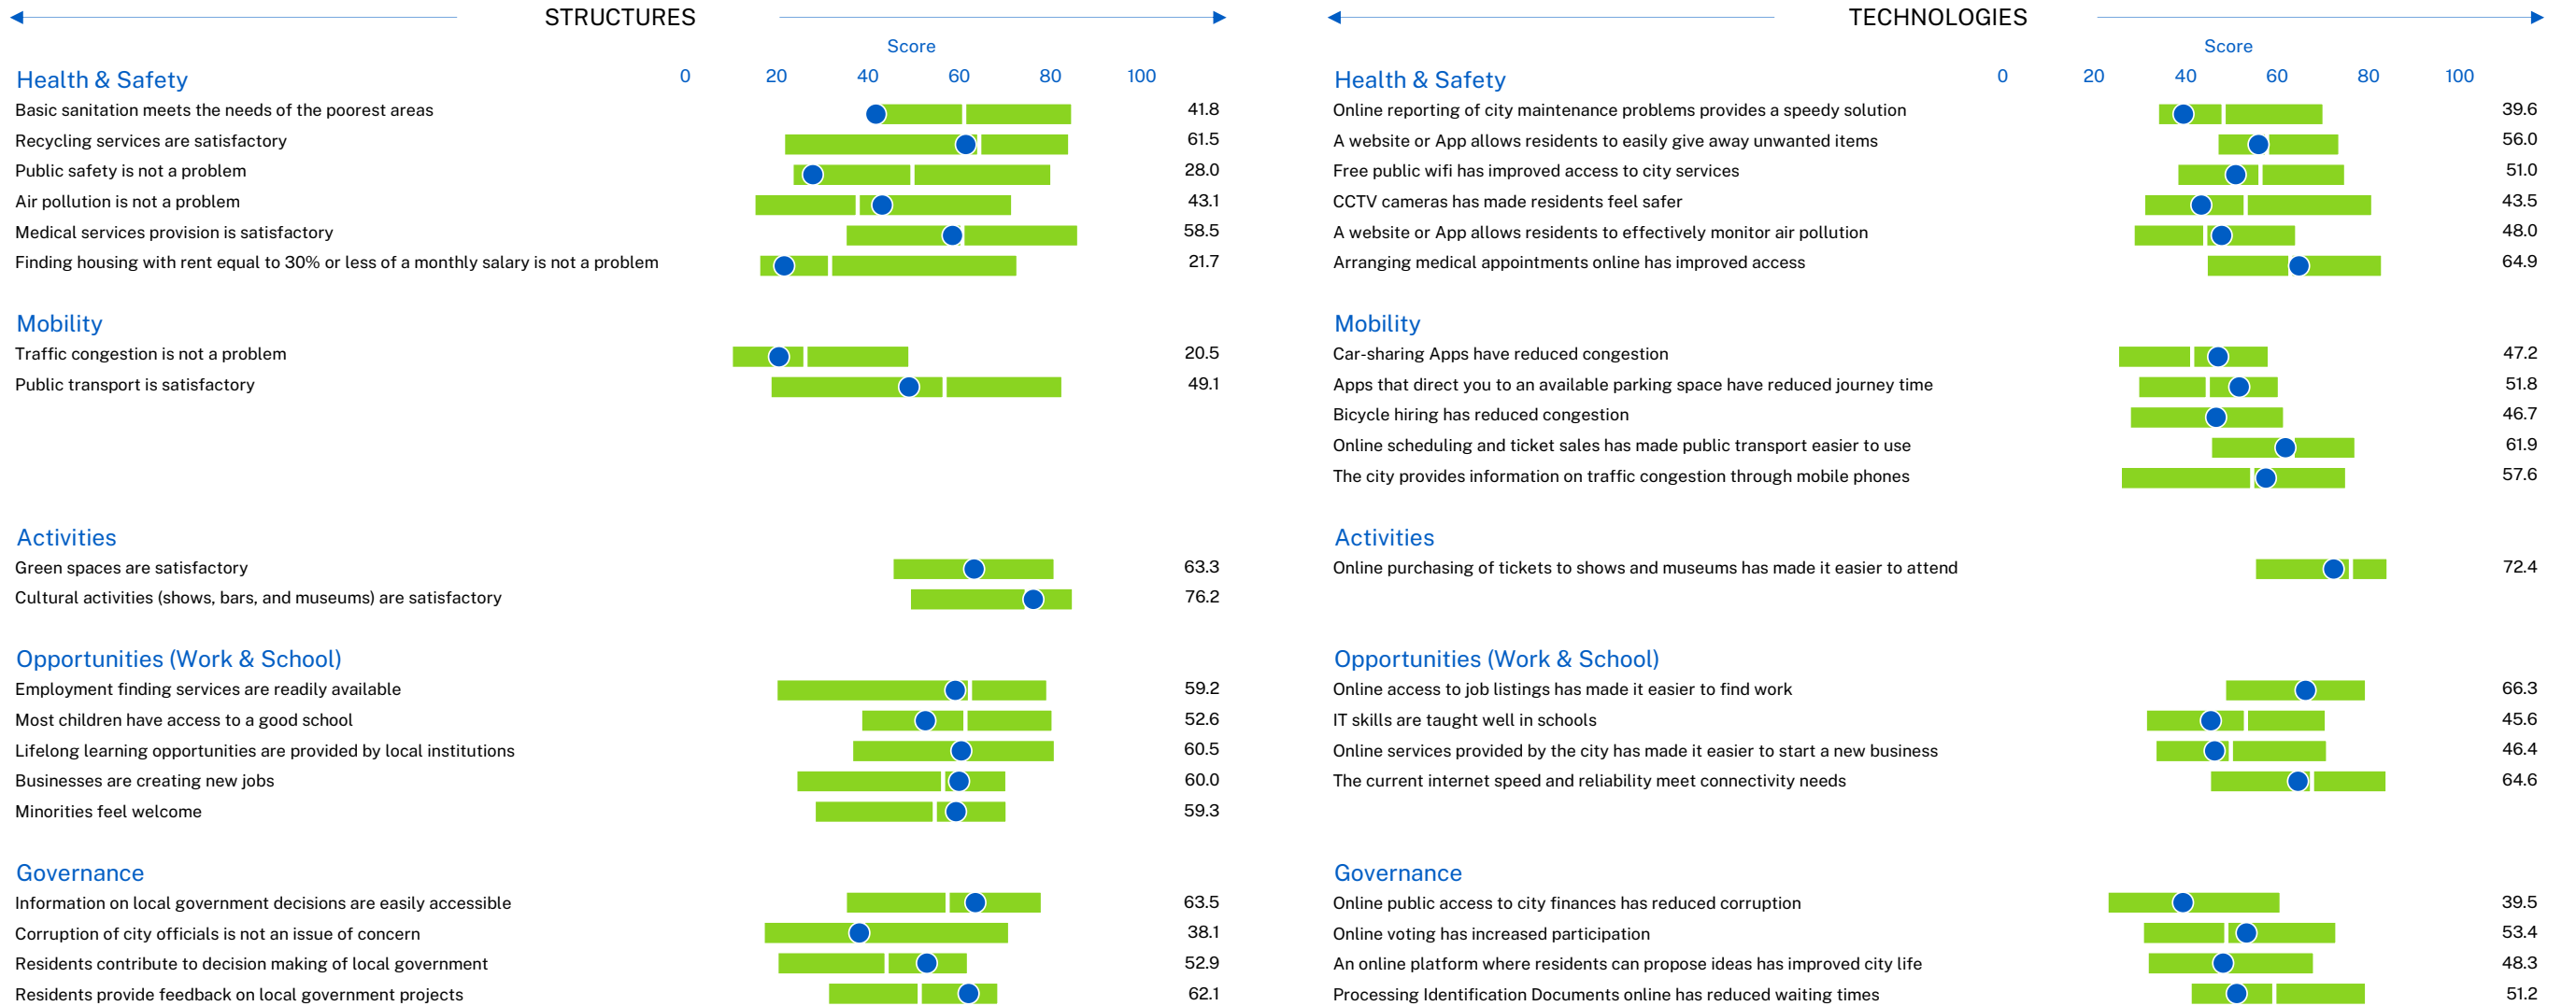 STRUCTURES
Score
Health & Safety 0 20 40 60 80 100
Basic sanitation meets the needs of the poorest areas 41.8
Recycling services are satisfactory 61.5
Public safety is not a problem 28.0
Air pollution is not a problem 43.1
Medical services provision is satisfactory 58.5
Finding housing with rent equal to 30% or less of a monthly salary is not a problem 21.7
Mobility
Traffic congestion is not a problem 20.5
Public transport is satisfactory 49.1
Activities
Green spaces are satisfactory 63.3
Cultural activities (shows, bars, and museums) are satisfactory 76.2
Opportunities (Work & School)
Employment finding services are readily available 59.2
Most children have access to a good school 52.6
Lifelong learning opportunities are provided by local institutions 60.5
Businesses are creating new jobs 60.0
Minorities feel welcome 59.3
Governance
Information on local government decisions are easily accessible 63.5
Corruption of city officials is not an issue of concern 38.1
Residents contribute to decision making of local government 52.9
Residents provide feedback on local government projects 62.1
TECHNOLOGIES
Score
Health & Safety 0 20 40 60 80 100
Online reporting of city maintenance problems provides a speedy solution 39.6
A website or App allows residents to easily give away unwanted items 56.0
Free public wifi has improved access to city services 51.0
CCTV cameras has made residents feel safer 43.5
A website or App allows residents to effectively monitor air pollution 48.0
Arranging medical appointments online has improved access 64.9
Mobility
Car-sharing Apps have reduced congestion 47.2
Apps that direct you to an available parking space have reduced journey time 51.8
Bicycle hiring has reduced congestion 46.7
Online scheduling and ticket sales has made public transport easier to use 61.9
The city provides information on traffic congestion through mobile phones 57.6
Activities
Online purchasing of tickets to shows and museums has made it easier to attend 72.4
Opportunities (Work & School)
Online access to job listings has made it easier to find work 66.3
IT skills are taught well in schools 45.6
Online services provided by the city has made it easier to start a new business 46.4
The current internet speed and reliability meet connectivity needs 64.6
Governance
Online public access to city finances has reduced corruption 39.5
Online voting has increased participation 53.4
An online platform where residents can propose ideas has improved city life 48.3
Processing Identification Documents online has reduced waiting times 51.2